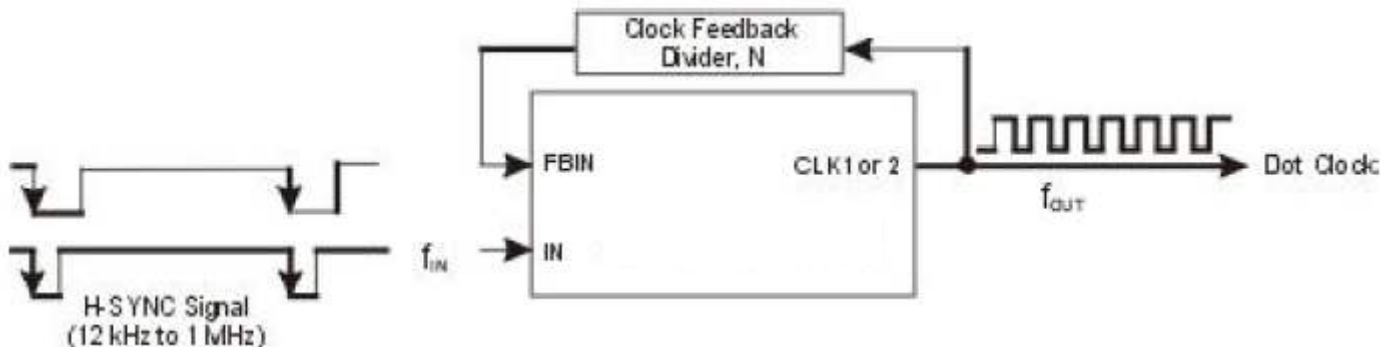 Clock Feedback
Divider, N
FBIN
CLK1 or 2
Dot Clock
fOUT
fIN
IN
H-SYNC Signal
(12 kHz to 1 MHz)